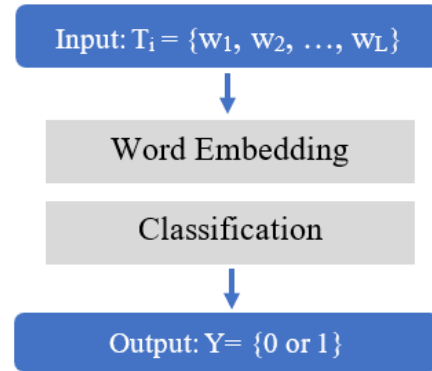 Input: Tᵢ = {w₁, w₂, …, w_L}
Word Embedding
Classification
Output: Y= {0 or 1}